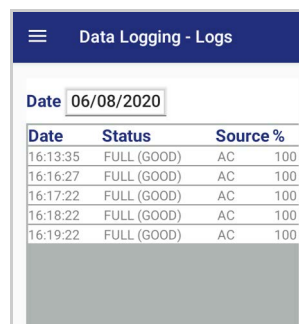 Data Logging - Logs
Date 06/08/2020
Date Status Source %
16:13:35 FULL (GOOD) AC 100
16:16:27 FULL (GOOD) AC 100
16:17:22 FULL (GOOD) AC 100
16:18:22 FULL (GOOD) AC 100
16:19:22 FULL (GOOD) AC 100